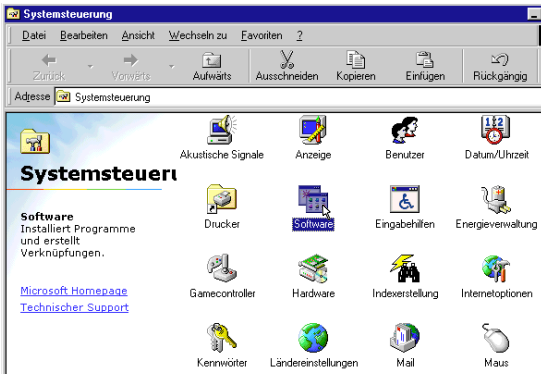 Systemsteuerung
Datei Bearbeiten Ansicht Wechseln zu Favoriten ?
Zurück Vorwärts Aufwärts Ausschneiden Kopieren Einfügen Rückgängig
Adresse Systemsteuerung
Systemsteueru
Software
Installiert Programme
und erstellt
Verknüpfungen.
Microsoft Homepage
Technischer Support
Akustische Signale Anzeige Benutzer Datum/Uhrzeit
Drucker Software Eingabehilfen Energieverwaltung
Gamecontroller Hardware Indexerstellung Internetoptionen
Kennwörter Ländereinstellungen Mail Maus